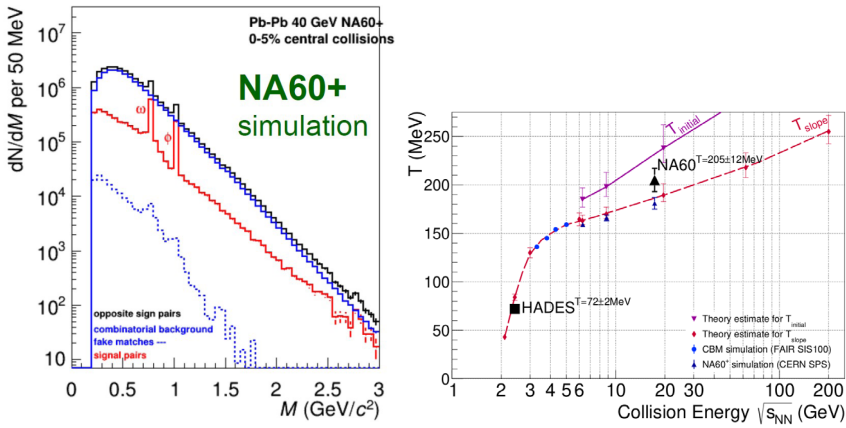 Pb-Pb 40 GeV NA60+
0-5% central collisions
NA60+
simulation
ω
ϕ
opposite sign pairs
combinatorial background
fake matches ---
signal pairs
dN/dM per 50 MeV
10⁷
10⁶
10⁵
10⁴
10³
10²
10
0 0.5 1.0 1.5 2.0 2.5 3
M (GeV/c²)
T (MeV)
250
200
150
100
50
0
T_initial
T_slope
NA60 T=205±12MeV
HADES T=72±2MeV
Theory estimate for T_initial
Theory estimate for T_slope
CBM simulation (FAIR SIS100)
NA60⁺ simulation (CERN SPS)
1 2 3 4 5 6 10 20 30 100 200
Collision Energy √s_NN (GeV)